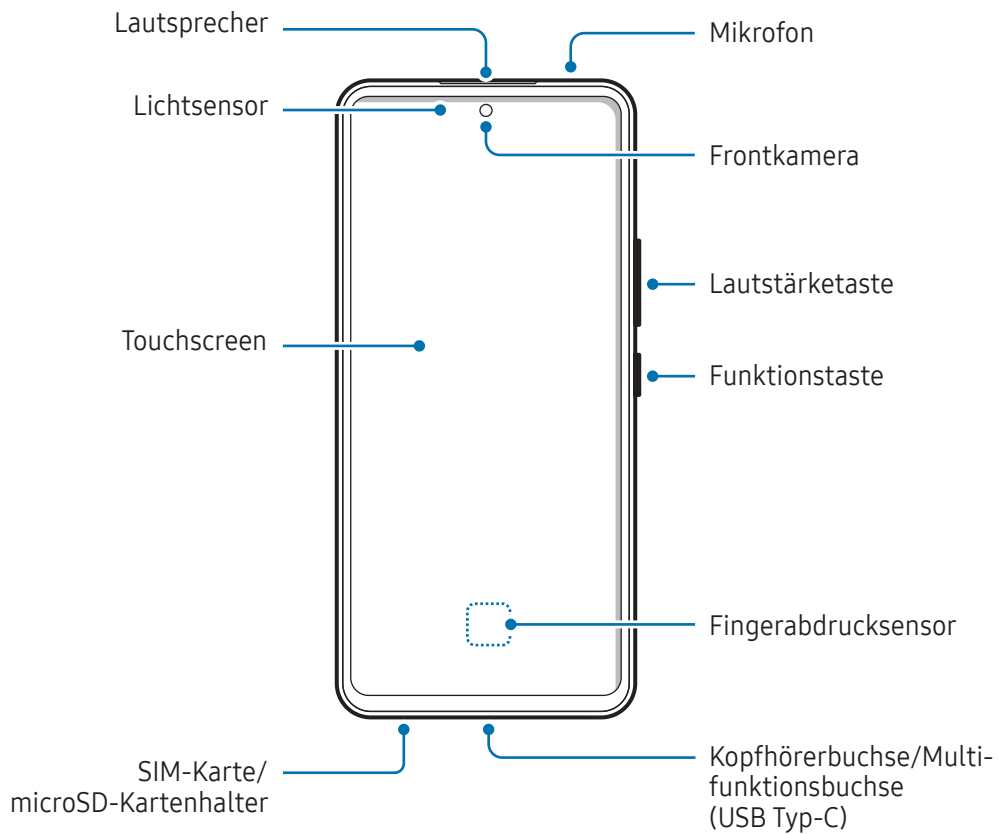 Lautsprecher
Mikrofon
Lichtsensor
Frontkamera
Lautstärketaste
Touchscreen
Funktionstaste
Fingerabdrucksensor
SIM-Karte/
microSD-Kartenhalter
Kopfhörerbuchse/Multi-
funktionsbuchse
(USB Typ-C)